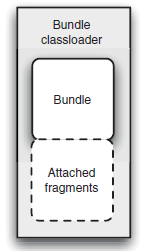 Bundle
classloader
Bundle
Attached
fragments